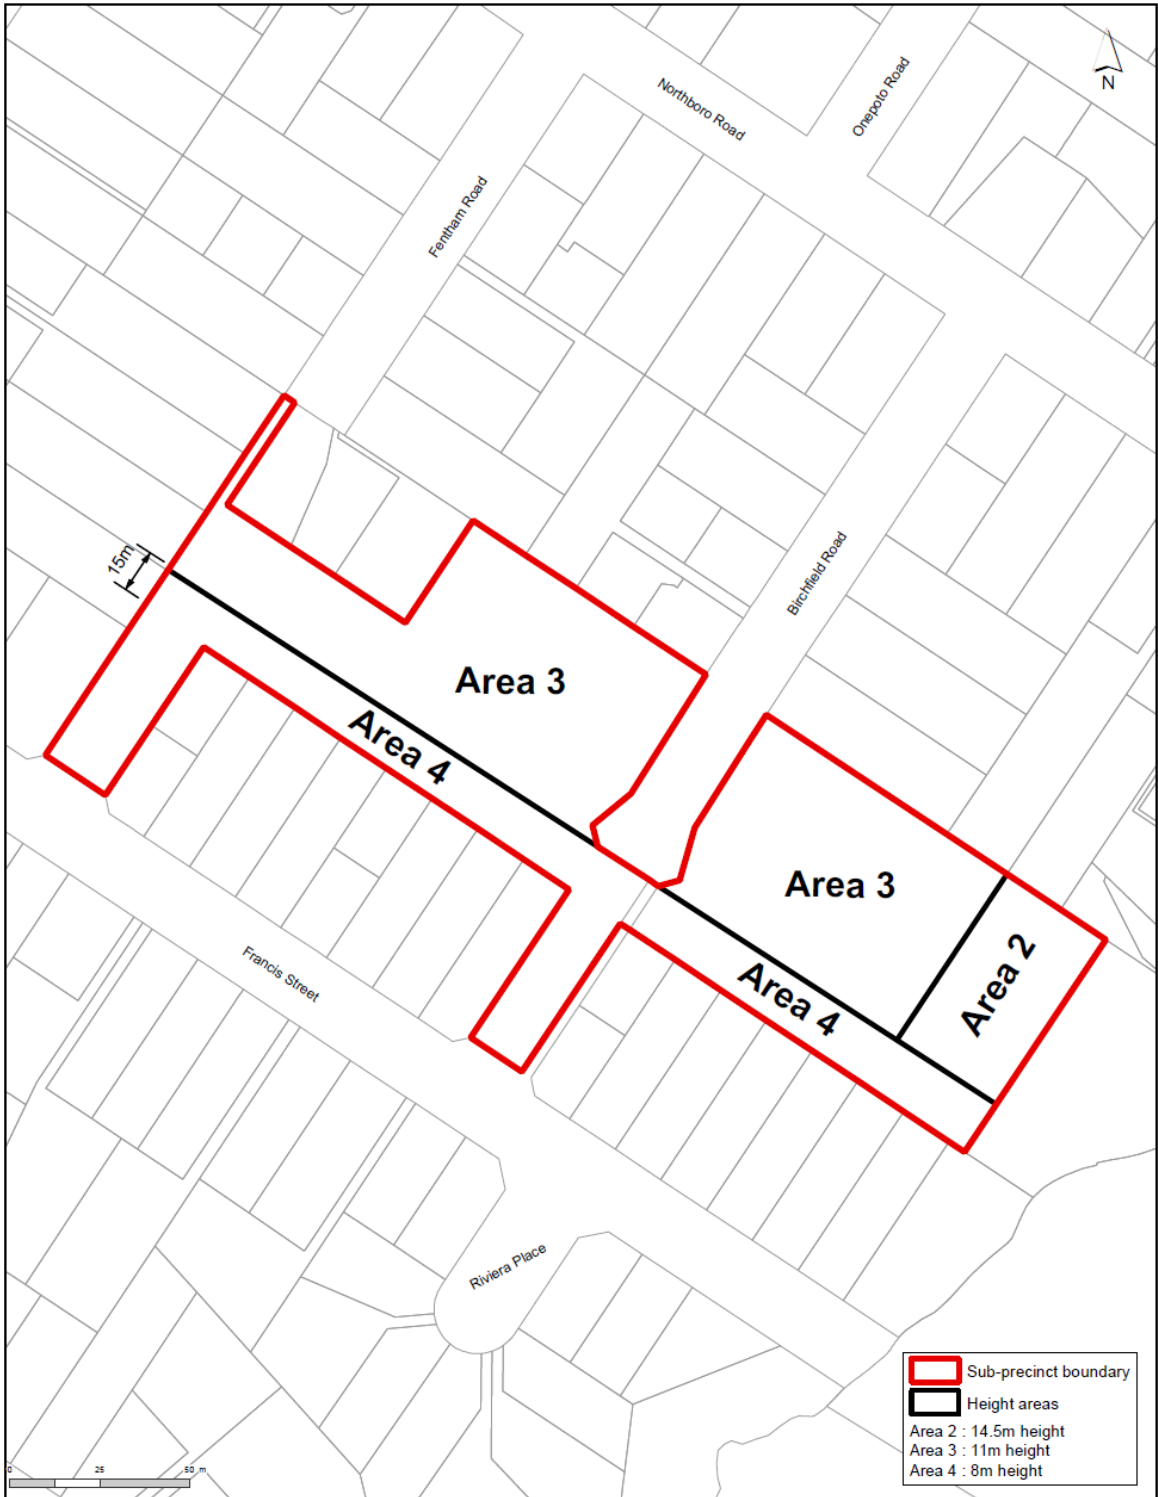 N
Northboro Road
Onepoto Road
Fentham Road
15m
Birchfield Road
Area 3
Area 4
Area 3
Area 2
Area 4
Francis Street
Riviera Place
Sub-precinct boundary
Height areas
Area 2 : 14.5m height
Area 3 : 11m height
Area 4 : 8m height
0 25 50 m